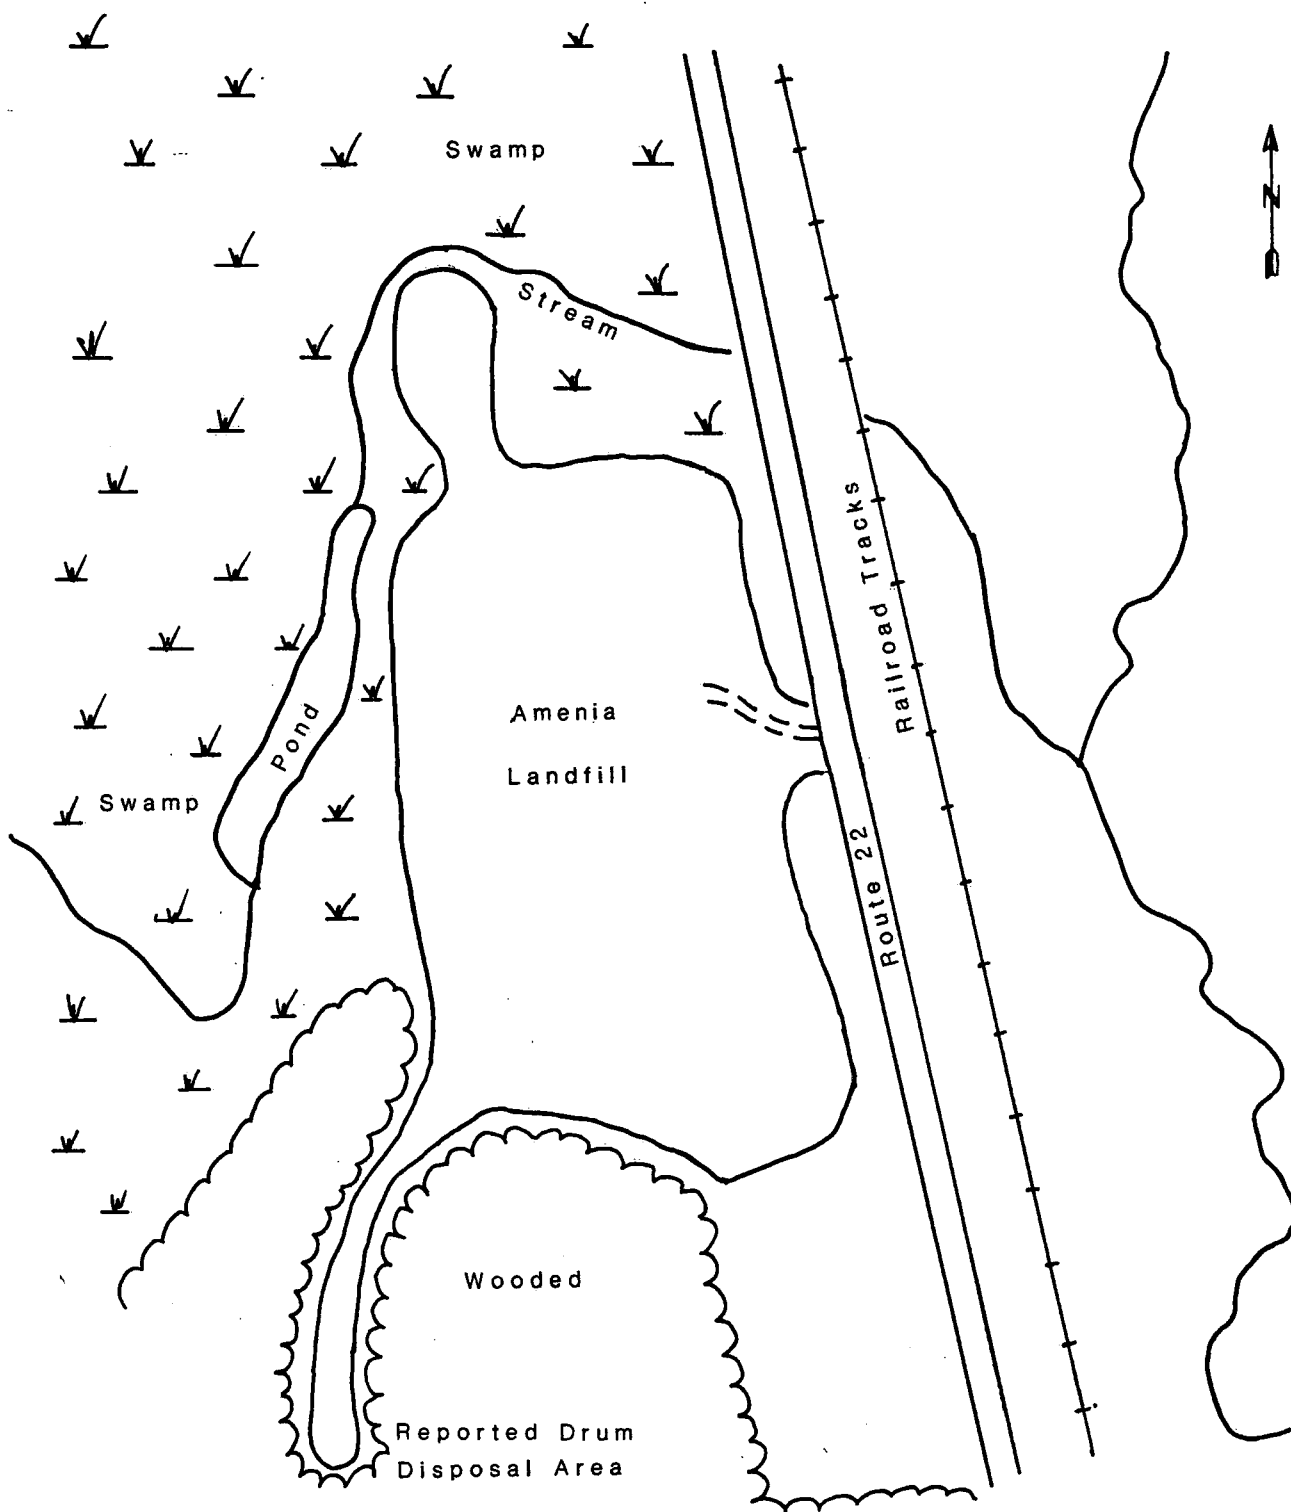 Swamp
N
Stream
Railroad Tracks
Amenia
Landfill
Pond
Swamp
Route 22
Wooded
Reported Drum
Disposal Area